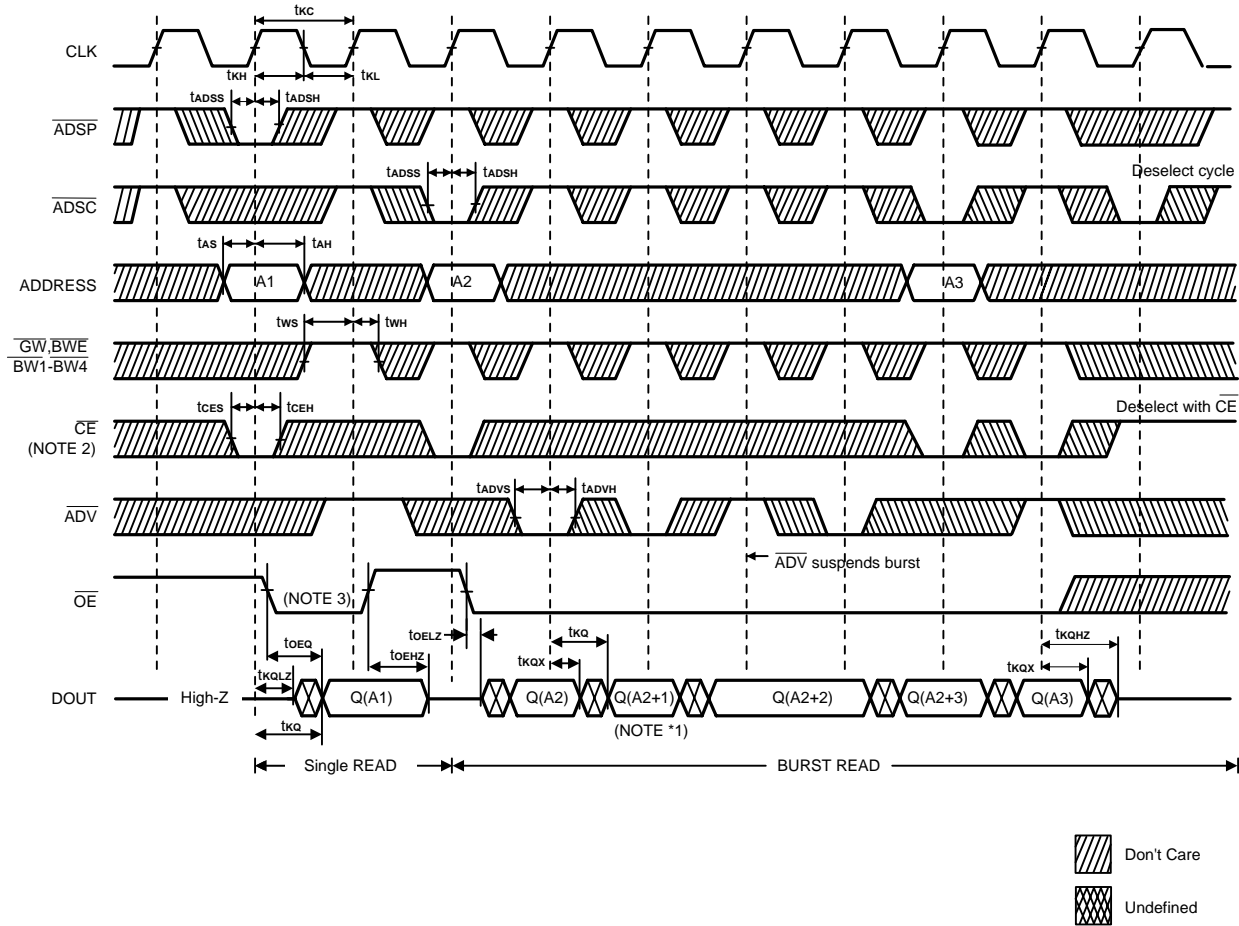 tKC
CLK
tKH
tKL
tADSS
tADSH
ADSP
tADSS
tADSH
Deselect cycle
ADSC
tAS
tAH
ADDRESS
A1
A2
A3
tWS
tWH
GW,BWE
BW1-BW4
tCES
tCEH
Deselect with CE
CE
(NOTE 2)
tADVS
tADVH
ADV
ADV suspends burst
OE
(NOTE 3)
tOEQ
tOEHZ
tOELZ
tKQ
tKQHZ
tKQLZ
tKQX
tKQX
DOUT
High-Z
Q(A1)
Q(A2)
Q(A2+1)
Q(A2+2)
Q(A2+3)
Q(A3)
tKQ
(NOTE *1)
Single READ
BURST READ
Don't Care
Undefined